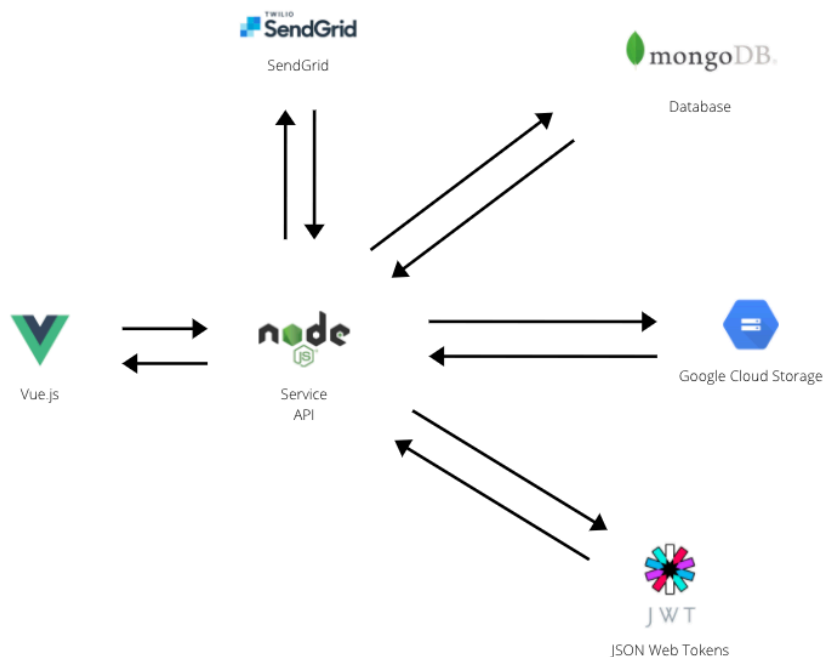 TWILIO
SendGrid
SendGrid
mongoDB®
Database
node
JS
Vue.js
Service
API
Google Cloud Storage
JWT
JSON Web Tokens